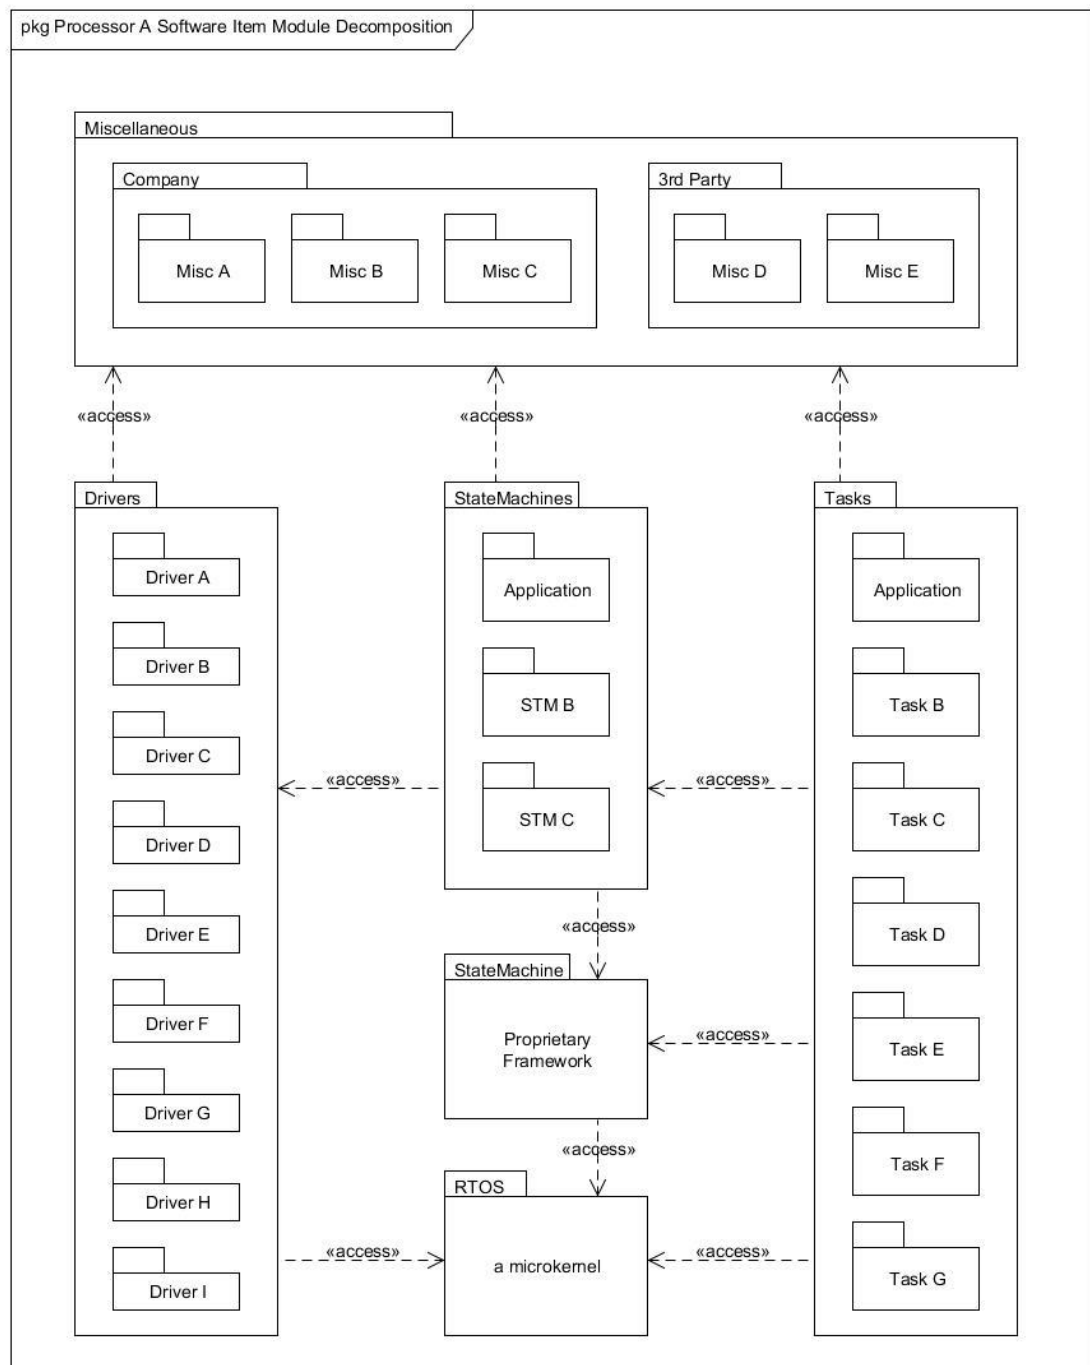 pkg Processor A Software Item Module Decomposition
Miscellaneous
Company
3rd Party
Misc A
Misc B
Misc C
Misc D
Misc E
«access»
«access»
«access»
Drivers
Driver A
Driver B
Driver C
Driver D
Driver E
Driver F
Driver G
Driver H
Driver I
StateMachines
Application
STM B
STM C
«access»
«access»
«access»
StateMachine
Proprietary
Framework
«access»
«access»
RTOS
a microkernel
«access»
«access»
Tasks
Application
Task B
Task C
Task D
Task E
Task F
Task G